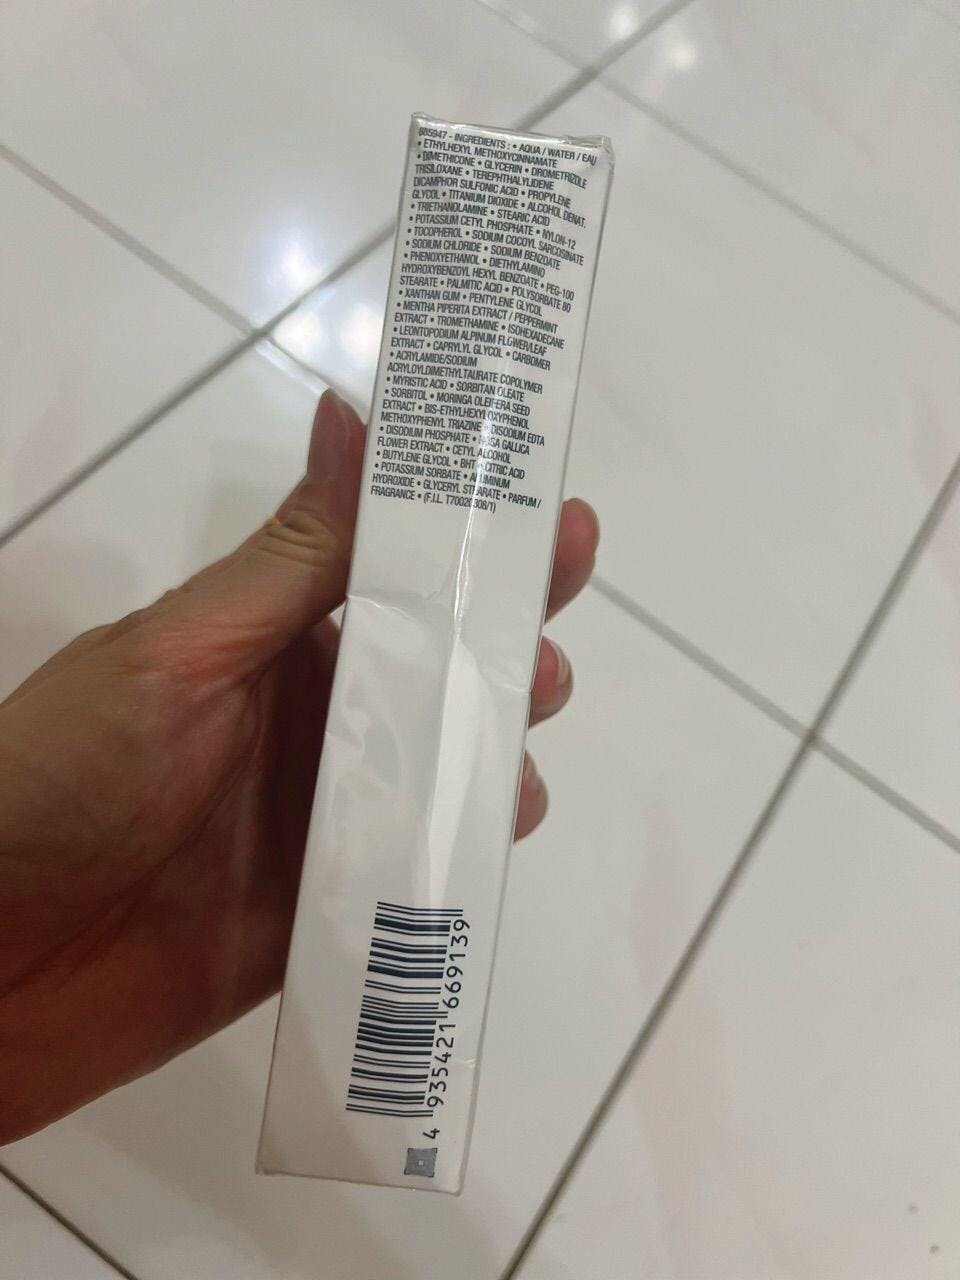 885947 - INGREDIENTS : • AQUA / WATER / EAU
• ETHYLHEXYL METHOXYCINNAMATE
• DIMETHICONE • GLYCERIN • DROMETRIZOLE
TRISILOXANE • TEREPHTHALYLIDENE
DICAMPHOR SULFONIC ACID • PROPYLENE
GLYCOL • TITANIUM DIOXIDE • ALCOHOL DENAT.
• TRIETHANOLAMINE • STEARIC ACID
• POTASSIUM CETYL PHOSPHATE • NYLON-12
• TOCOPHEROL • SODIUM COCOYL SARCOSINATE
• SODIUM CHLORIDE • SODIUM BENZOATE
• PHENOXYETHANOL • DIETHYLAMINO
HYDROXYBENZOYL HEXYL BENZOATE • PEG-100
STEARATE • PALMITIC ACID • POLYSORBATE 80
• XANTHAN GUM • PENTYLENE GLYCOL
• MENTHA PIPERITA EXTRACT / PEPPERMINT
EXTRACT • TROMETHAMINE • ISOHEXADECANE
• LEONTOPODIUM ALPINUM FLOWER/LEAF
EXTRACT • CAPRYLYL GLYCOL • CARBOMER
• ACRYLAMIDE/SODIUM
ACRYLOYLDIMETHYLTAURATE COPOLYMER
• MYRISTIC ACID • SORBITAN OLEATE
• SORBITOL • MORINGA OLEIFERA SEED
EXTRACT • BIS-ETHYLHEXYLOXYPHENOL
METHOXYPHENYL TRIAZINE • DISODIUM EDTA
• DISODIUM PHOSPHATE • ROSA GALLICA
FLOWER EXTRACT • CETYL ALCOHOL
• BUTYLENE GLYCOL • BHT • CITRIC ACID
• POTASSIUM SORBATE • ALUMINUM
HYDROXIDE • GLYCERYL STEARATE • PARFUM /
FRAGRANCE • (F.I.L. T70020308/1)
4 935421 669139